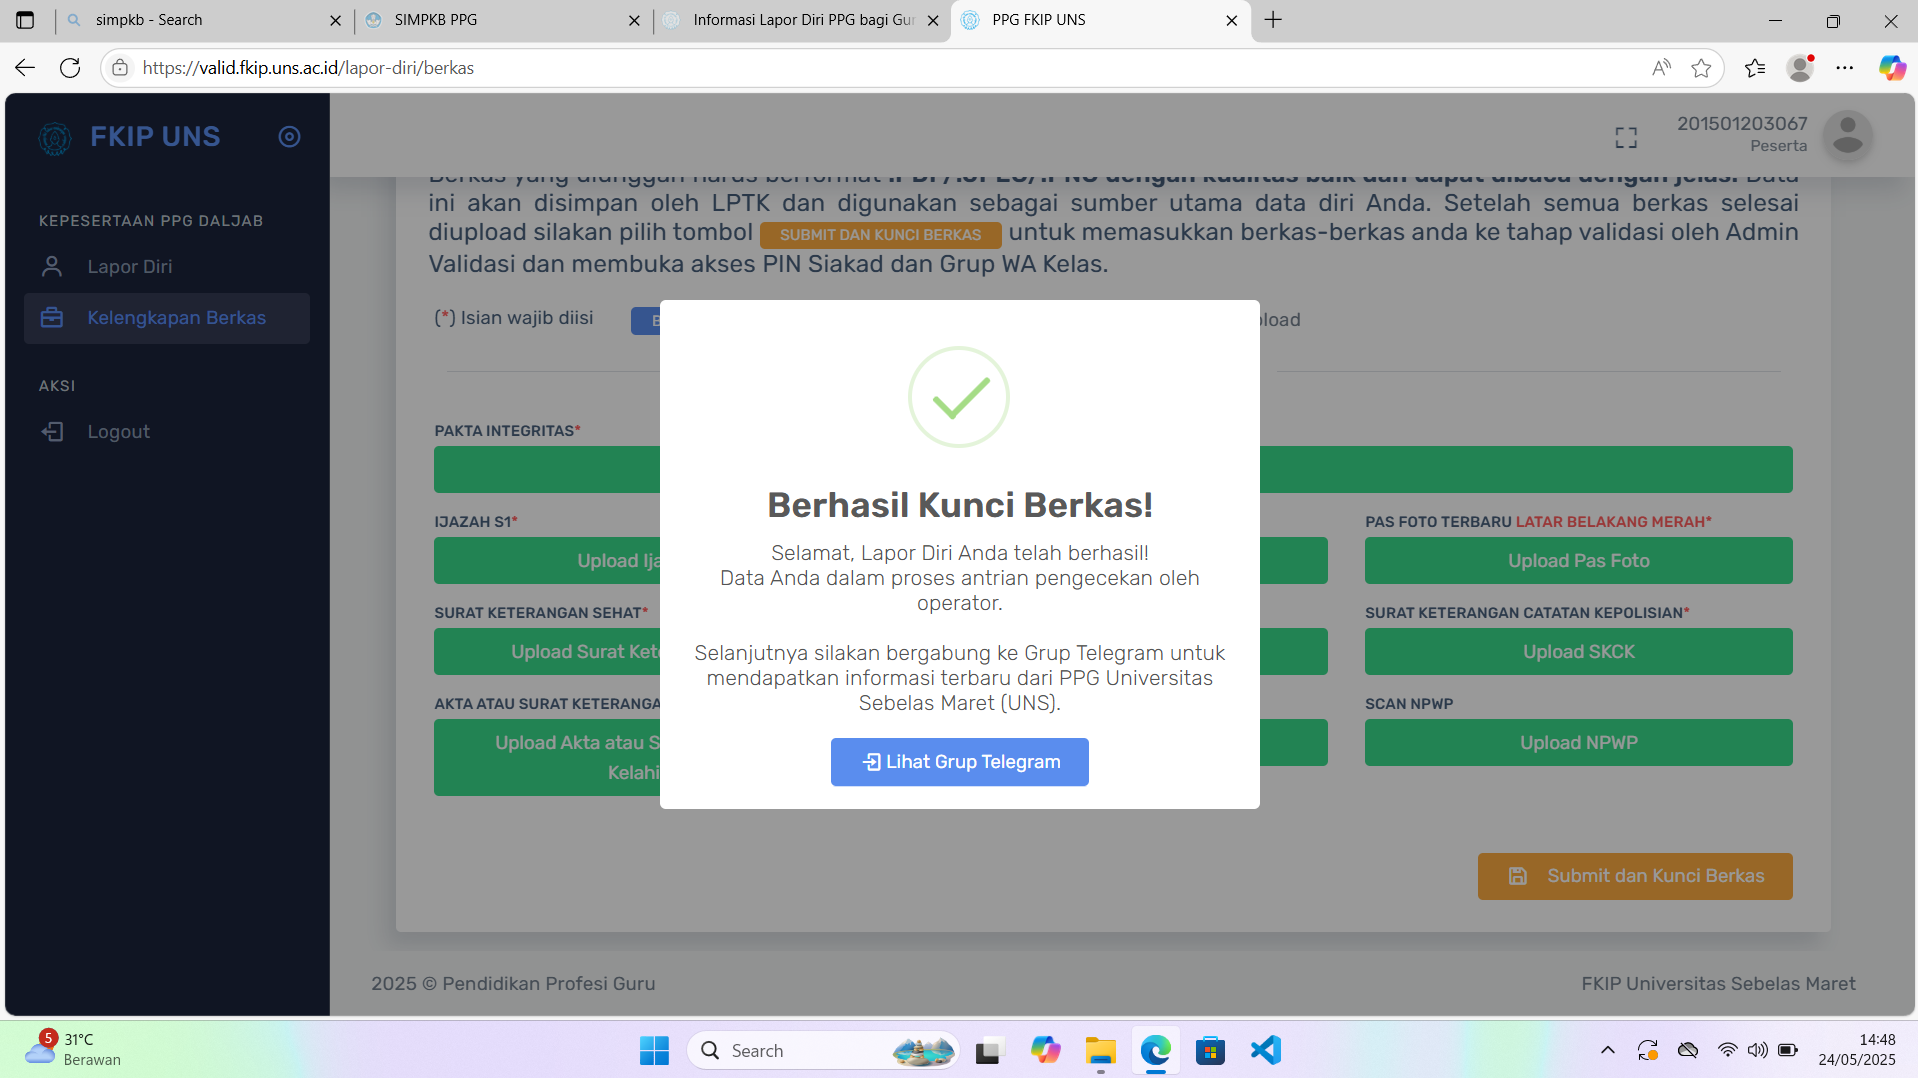 simpkb - Search
SIMPKB PPG
Informasi Lapor Diri PPG bagi Gur
PPG FKIP UNS
https://valid.fkip.uns.ac.id/lapor-diri/berkas
FKIP UNS
201501203067
Peserta
KEPESERTAAN PPG DALJAB
Lapor Diri
Kelengkapan Berkas
AKSI
Logout
ini akan disimpan oleh LPTK dan digunakan sebagai sumber utama data diri Anda. Setelah semua berkas selesai
diupload silakan pilih tombol SUBMIT DAN KUNCI BERKAS untuk memasukkan berkas-berkas anda ke tahap validasi oleh Admin
Validasi dan membuka akses PIN Siakad dan Grup WA Kelas.
(*) Isian wajib diisi
B
load
PAKTA INTEGRITAS*
IJAZAH S1*
PAS FOTO TERBARU LATAR BELAKANG MERAH*
Upload Ija
Upload Pas Foto
SURAT KETERANGAN SEHAT*
SURAT KETERANGAN CATATAN KEPOLISIAN*
Upload Surat Kete
Upload SKCK
AKTA ATAU SURAT KETERANGA
SCAN NPWP
Upload Akta atau S
Kelahi
Upload NPWP
Berhasil Kunci Berkas!
Selamat, Lapor Diri Anda telah berhasil!
Data Anda dalam proses antrian pengecekan oleh
operator.
Selanjutnya silakan bergabung ke Grup Telegram untuk
mendapatkan informasi terbaru dari PPG Universitas
Sebelas Maret (UNS).
Lihat Grup Telegram
Submit dan Kunci Berkas
2025 © Pendidikan Profesi Guru
FKIP Universitas Sebelas Maret
5
31°C
Berawan
Search
14:48
24/05/2025